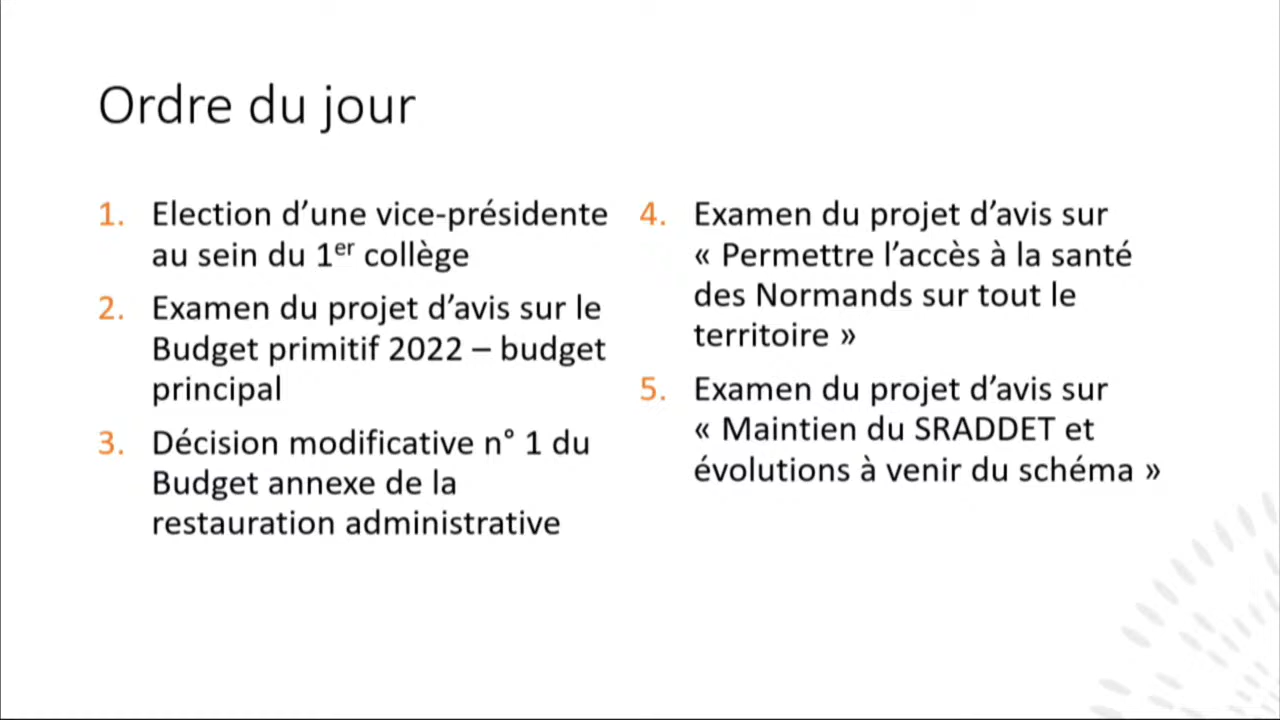 Ordre du jour
1. Election d’une vice-présidente
au sein du 1er collège
2. Examen du projet d’avis sur le
Budget primitif 2022 – budget
principal
3. Décision modificative n° 1 du
Budget annexe de la
restauration administrative
4. Examen du projet d’avis sur
« Permettre l’accès à la santé
des Normands sur tout le
territoire »
5. Examen du projet d’avis sur
« Maintien du SRADDET et
évolutions à venir du schéma »